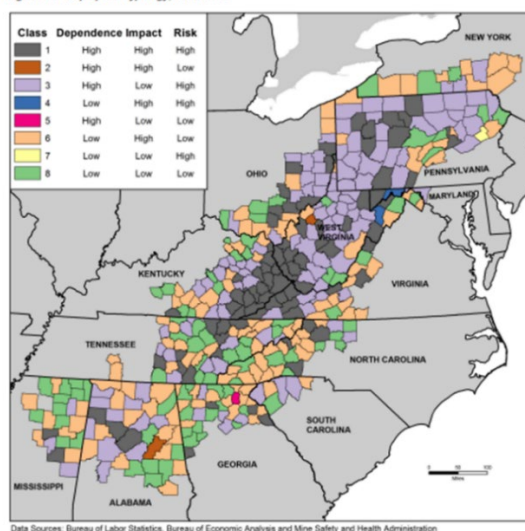 Class Dependence Impact Risk
1 High High High
2 High High Low
3 High Low High
4 Low High High
5 High Low Low
6 Low High Low
7 Low Low High
8 Low Low Low
NEW YORK
PENNSYLVANIA
OHIO
MARYLAND
WEST
VIRGINIA
KENTUCKY
VIRGINIA
TENNESSEE
NORTH CAROLINA
SOUTH
CAROLINA
GEORGIA
MISSISSIPPI
ALABAMA
Miles
Data Sources: Bureau of Labor Statistics, Bureau of Economic Analysis and Mine Safety and Health Administration.